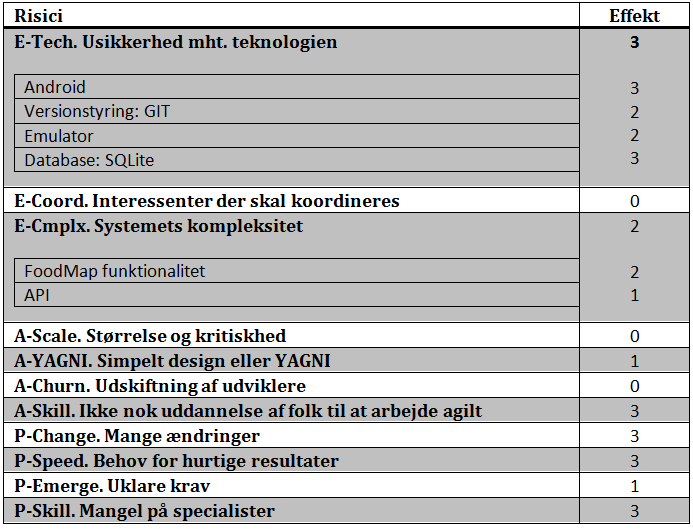 Risici Effekt
E-Tech. Usikkerhed mht. teknologien 3
Android 3
Versionstyring: GIT 2
Emulator 2
Database: SQLite 3
E-Coord. Interessenter der skal koordineres 0
E-Cmplx. Systemets kompleksitet 2
FoodMap funktionalitet 2
API 1
A-Scale. Størrelse og kritiskhed 0
A-YAGNI. Simpelt design eller YAGNI 1
A-Churn. Udskiftning af udviklere 0
A-Skill. Ikke nok uddannelse af folk til at arbejde agilt 3
P-Change. Mange ændringer 3
P-Speed. Behov for hurtige resultater 3
P-Emerge. Uklare krav 1
P-Skill. Mangel på specialister 3